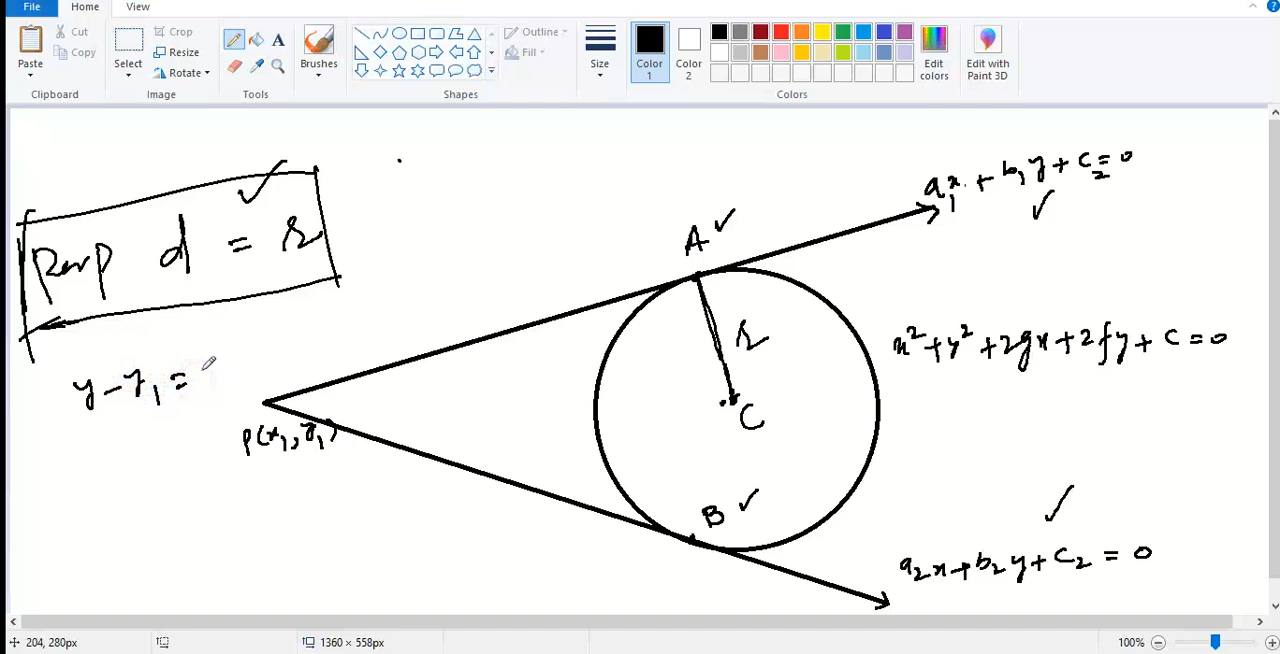 File Home View
Paste Cut Copy Select Crop Resize Rotate Brushes Outline Fill Size Color 1 Color 2 Edit colors Edit with Paint 3D
Clipboard Image Tools Shapes Colors
Perp d = r
y - y₁ =
P(x₁, y₁)
A
r
C
B
a₁x + b₁y + c₂ = 0
x² + y² + 2gx + 2fy + c = 0
a₂x + b₂y + c₂ = 0
204, 280px 1360 × 558px 100%